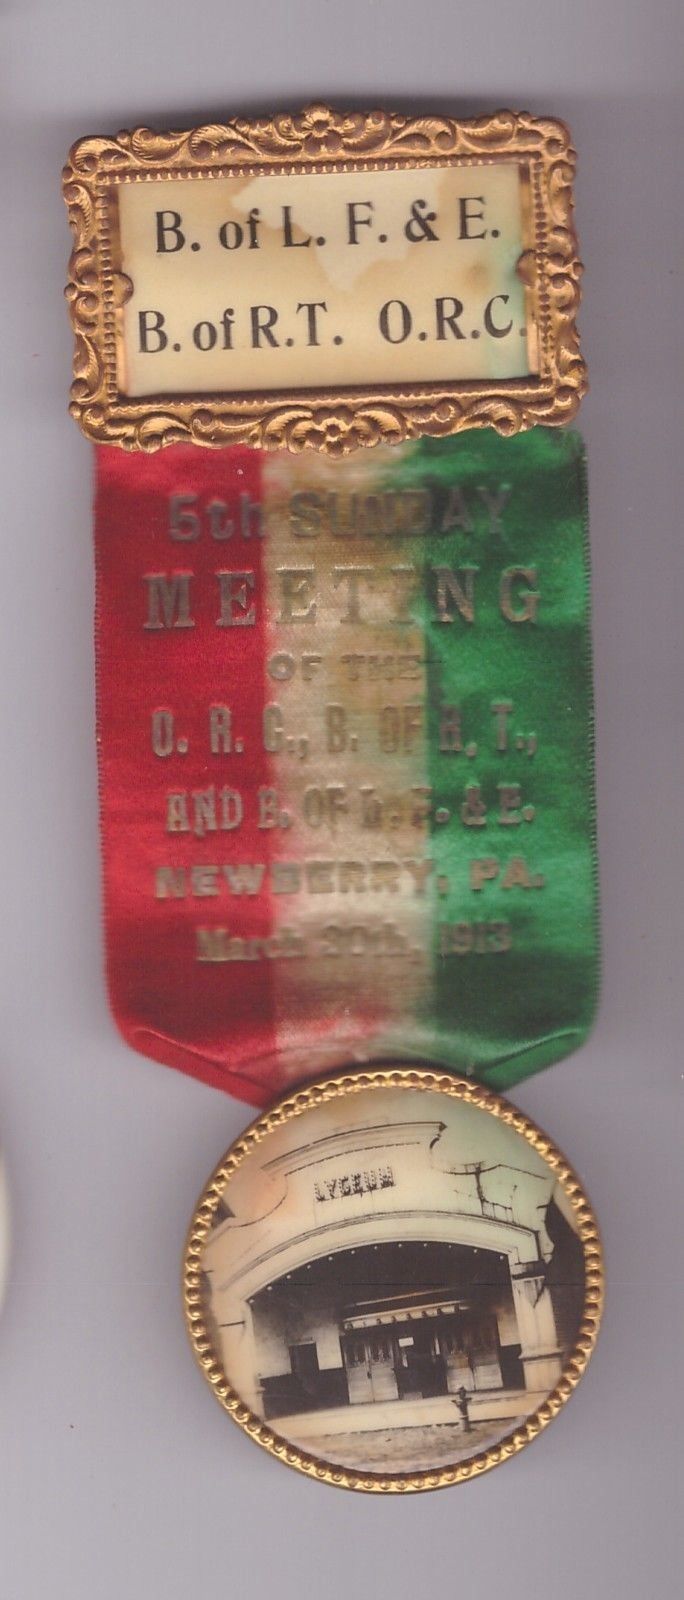 B. of L. F. & E.
B. of R.T. O.R.C.
5th SUNDAY
MEETING
OF THE
O. R. C., B. OF R. T.,
AND B. OF L. F. & E.
NEWBERRY, PA.
March 30th, 1913
LYCEUM